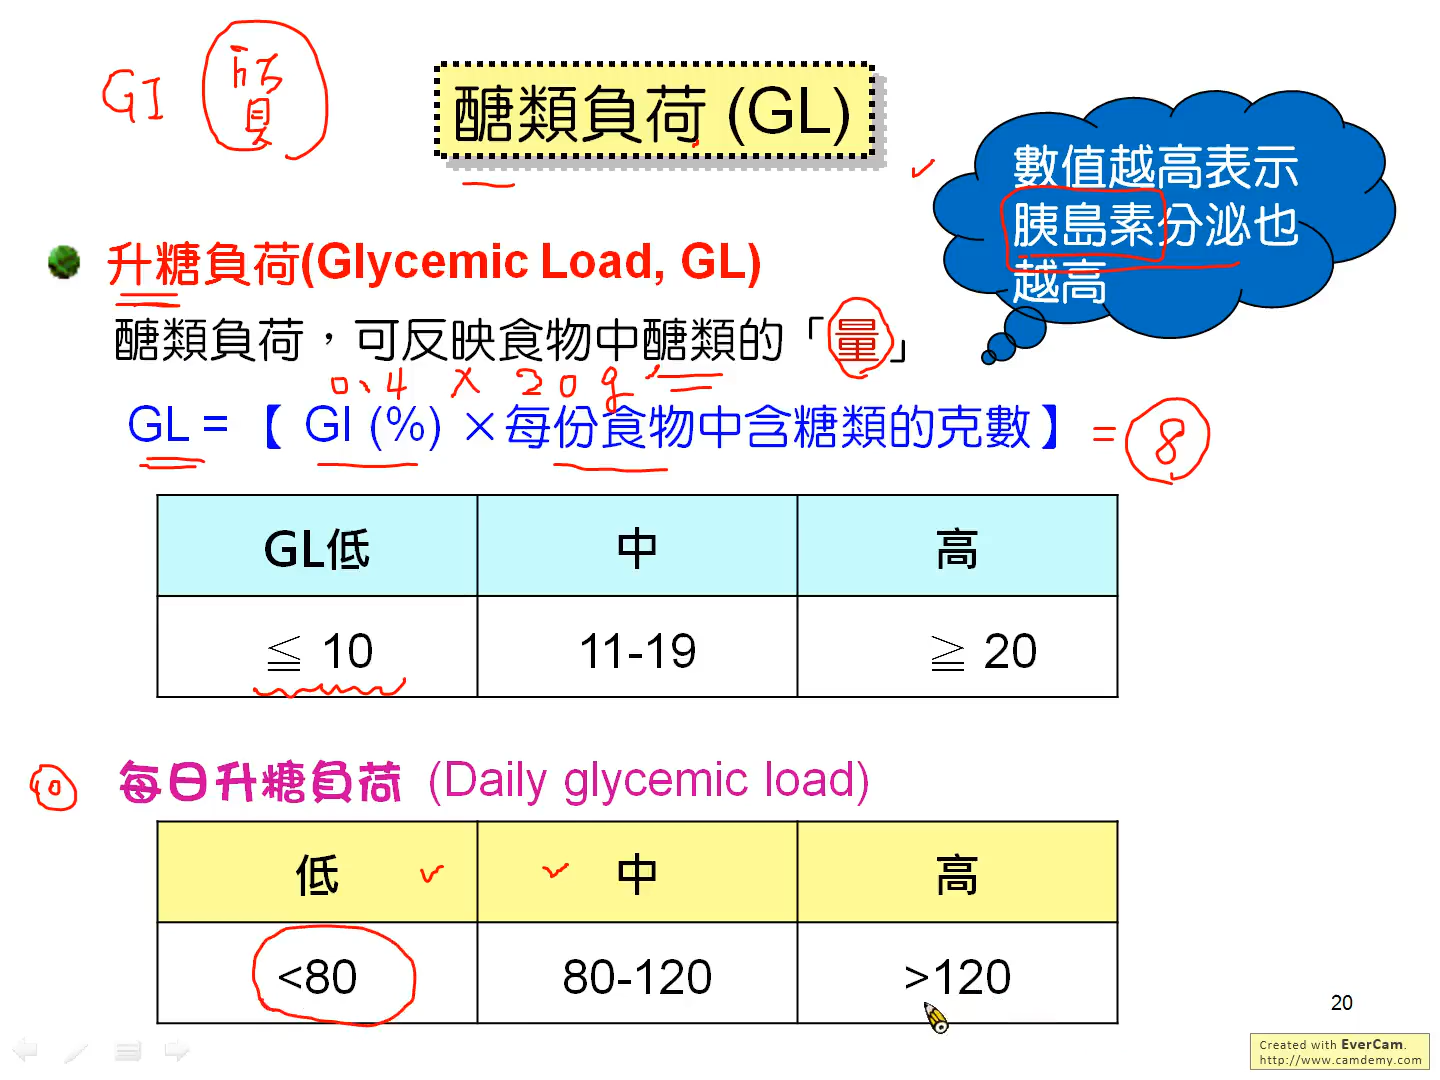 GI 質
醣類負荷 (GL)
數值越高表示
胰島素分泌也
越高
升糖負荷(Glycemic Load, GL)
醣類負荷，可反映食物中醣類的「量」
0.4 × 20g
GL = 【 GI (%) ×每份食物中含糖類的克數】 = 8
GL低 中 高
≦ 10 11-19 ≧ 20
每日升糖負荷 (Daily glycemic load)
低 中 高
<80 80-120 >120
20
Created with EverCam.
http://www.camdemy.com